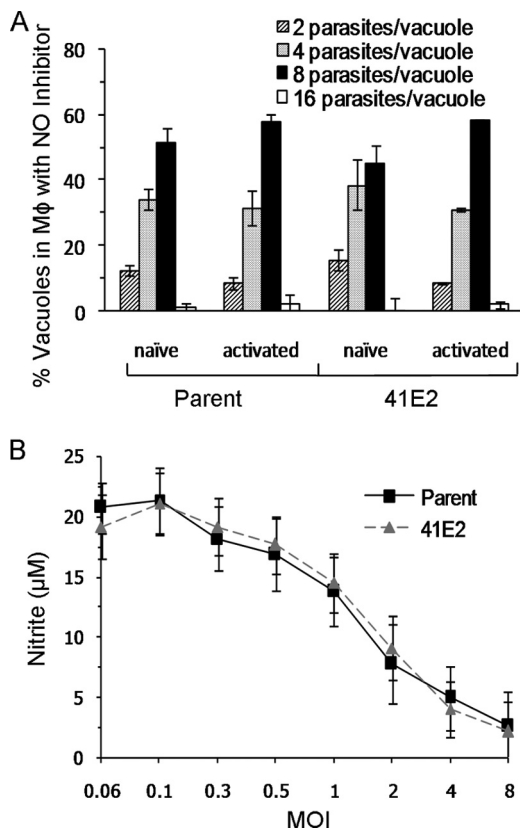 A
2 parasites/vacuole
4 parasites/vacuole
8 parasites/vacuole
16 parasites/vacuole
% Vacuoles in Mϕ with NO Inhibitor
80
60
40
20
0
naïve
activated
naïve
activated
Parent
41E2
B
Nitrite (µM)
25
20
15
10
5
0
Parent
41E2
0.06
0.1
0.3
0.5
1
2
4
8
MOI